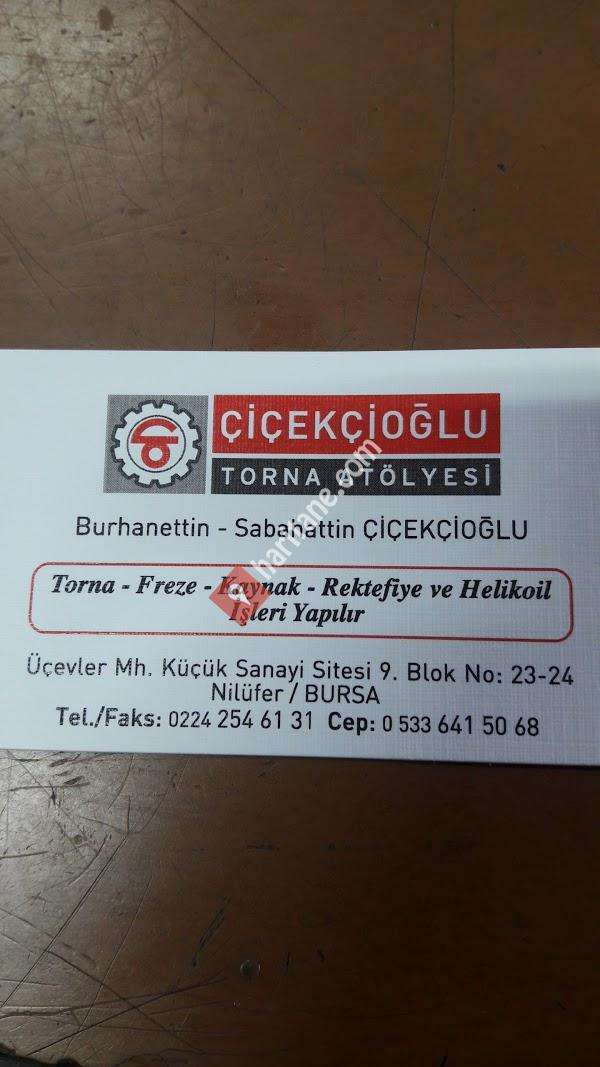 ÇİÇEKÇİOĞLU
TORNA ATÖLYESİ
Burhanettin - Sabahattin ÇİÇEKÇİOĞLU
Torna - Freze - Kaynak - Rektefiye ve Helikoil
İşleri Yapılır
Üçevler Mh. Küçük Sanayi Sitesi 9. Blok No: 23-24
Nilüfer / BURSA
Tel./Faks: 0224 254 61 31 Cep: 0 533 641 50 68
haritane.com